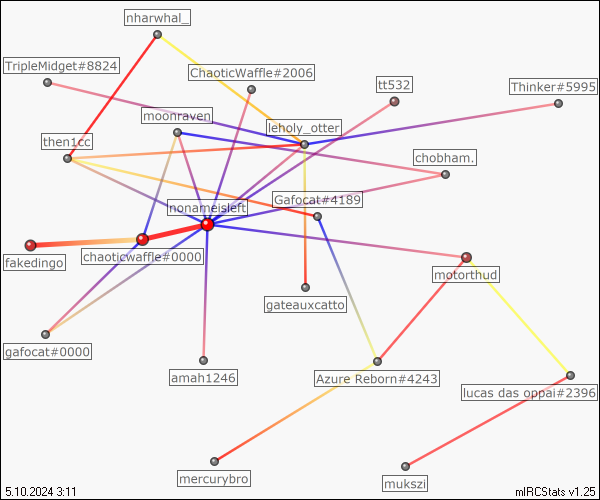 nharwhal_
TripleMidget#8824
ChaoticWaffle#2006
tt532
Thinker#5995
moonraven
leholy_otter
then1cc
chobham.
nonameisleft
Gafocat#4189
fakedingo
chaoticwaffle#0000
motorthud
gateauxcatto
gafocat#0000
amah1246
Azure Reborn#4243
lucas das oppai#2396
mercurybro
mukszi
5.10.2024 3:11
mIRCStats v1.25